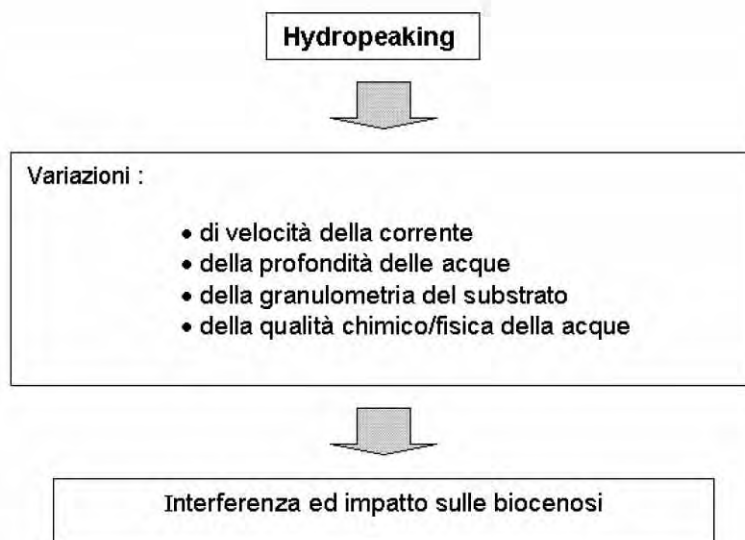 Hydropeaking
Variazioni :
• di velocità della corrente
• della profondità delle acque
• della granulometria del substrato
• della qualità chimico/fisica della acque
Interferenza ed impatto sulle biocenosi